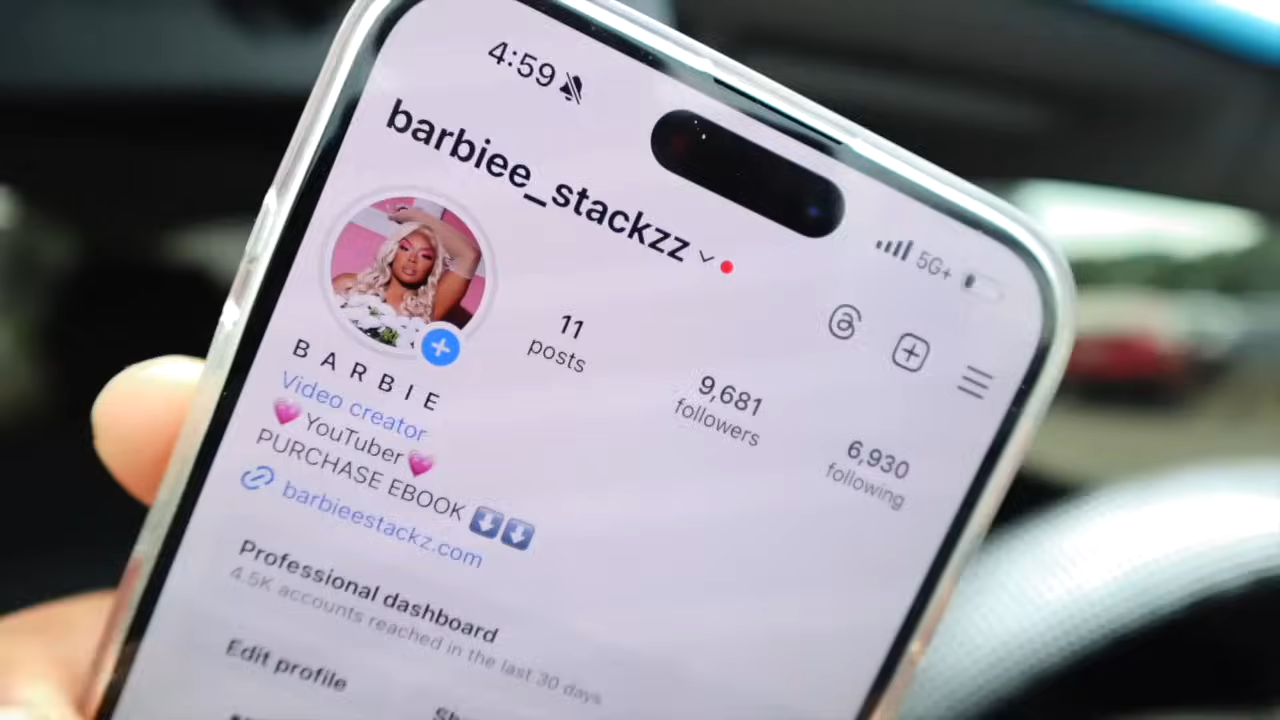 4:59
barbiee_stackzz
5G+
11
posts
9,681
followers
6,930
following
B A R B I E
Video creator
💗 YouTuber 💗
PURCHASE EBOOK ⬇️⬇️
barbieestackz.com
Professional dashboard
4.5K accounts reached in the last 30 days
Edit profile